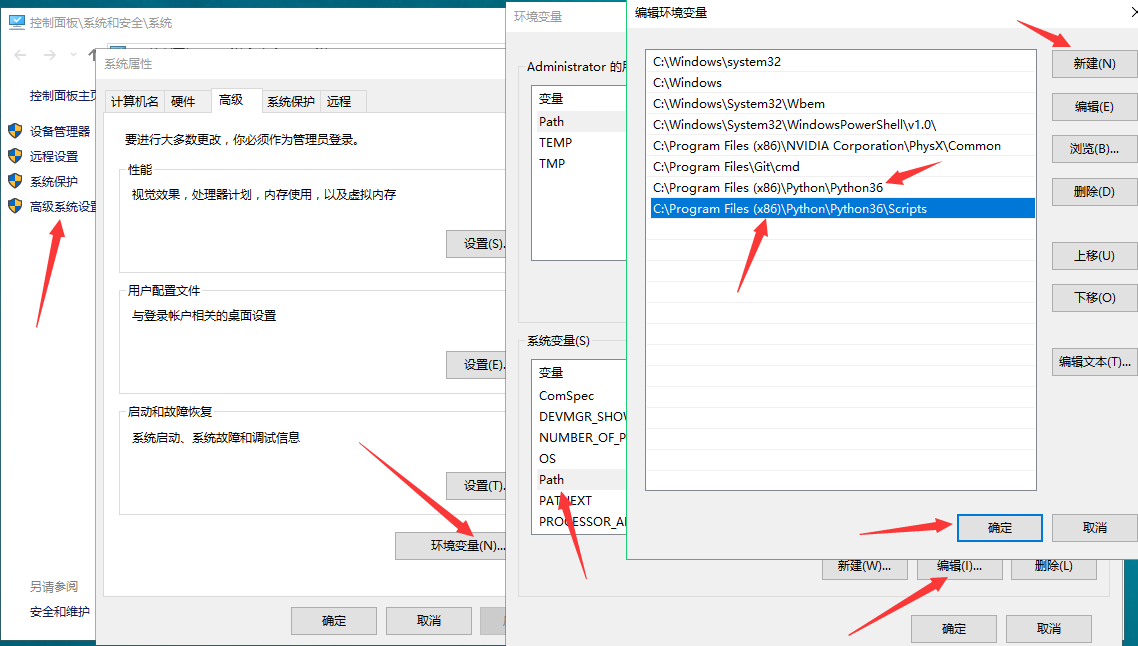 控制面板\系统和安全\系统
控制面板主页
设备管理器
远程设置
系统保护
高级系统设置
另请参阅
安全和维护
系统属性
计算机名
硬件
高级
系统保护
远程
要进行大多数更改，你必须作为管理员登录。
性能
视觉效果，处理器计划，内存使用，以及虚拟内存
设置(S)...
用户配置文件
与登录帐户相关的桌面设置
设置(E)...
启动和故障恢复
系统启动、系统故障和调试信息
设置(T)...
环境变量(N)...
确定
取消
环境变量
Administrator 的用
变量
Path
TEMP
TMP
系统变量(S)
变量
ComSpec
DEVMGR_SHOW
NUMBER_OF_P
OS
Path
PATHEXT
PROCESSOR_AR
新建(W)...
编辑(I)...
删除(L)
确定
取消
编辑环境变量
C:\Windows\system32
C:\Windows
C:\Windows\System32\Wbem
C:\Windows\System32\WindowsPowerShell\v1.0\
C:\Program Files (x86)\NVIDIA Corporation\PhysX\Common
C:\Program Files\Git\cmd
C:\Program Files (x86)\Python\Python36
C:\Program Files (x86)\Python\Python36\Scripts
新建(N)
编辑(E)
浏览(B)...
删除(D)
上移(U)
下移(O)
编辑文本(T)...
确定
取消